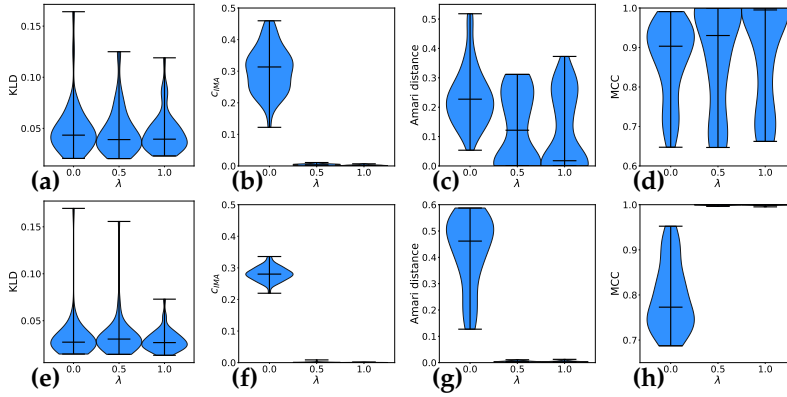 KLD
0.15
0.10
0.05
0.0 0.5 1.0
λ
(a)
c_IMA
0.5
0.4
0.3
0.2
0.1
0.0
0.0 0.5 1.0
λ
(b)
Amari distance
0.6
0.5
0.4
0.3
0.2
0.1
0.0
0.0 0.5 1.0
λ
(c)
MCC
1.0
0.9
0.8
0.7
0.6
0.0 0.5 1.0
λ
(d)
KLD
0.15
0.10
0.05
0.0 0.5 1.0
λ
(e)
c_IMA
0.5
0.4
0.3
0.2
0.1
0.0
0.0 0.5 1.0
λ
(f)
Amari distance
0.6
0.5
0.4
0.3
0.2
0.1
0.0
0.0 0.5 1.0
λ
(g)
MCC
1.0
0.9
0.8
0.7
0.0 0.5 1.0
λ
(h)